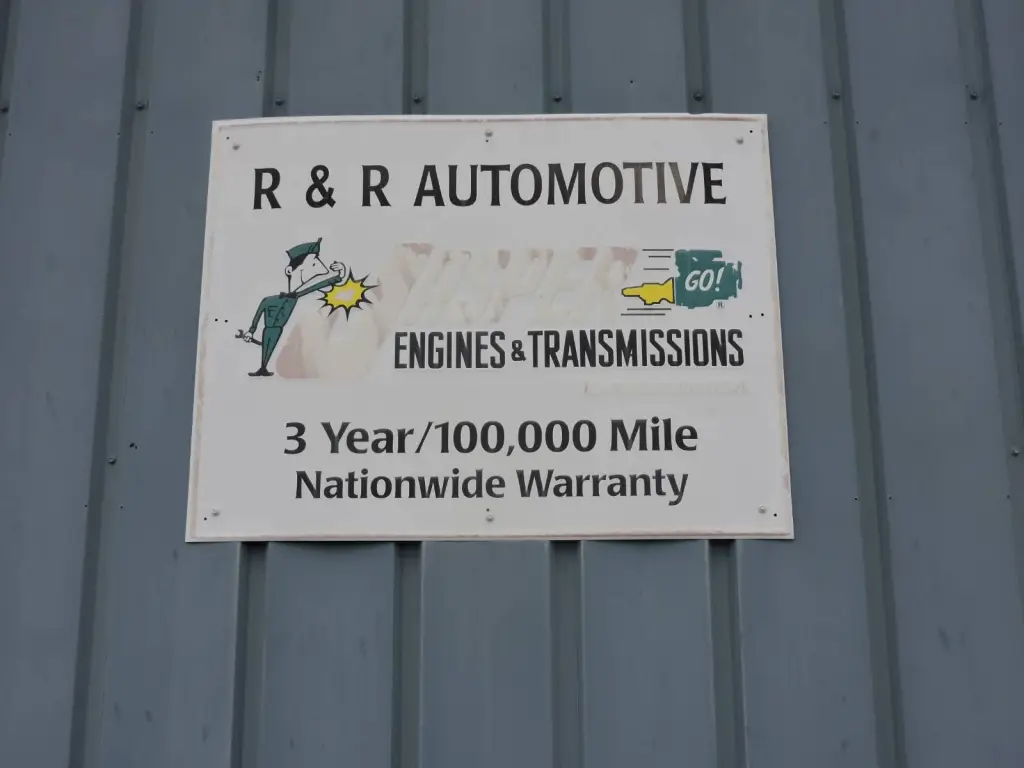 R & R AUTOMOTIVE
GO!
ENGINES & TRANSMISSIONS
3 Year/100,000 Mile
Nationwide Warranty